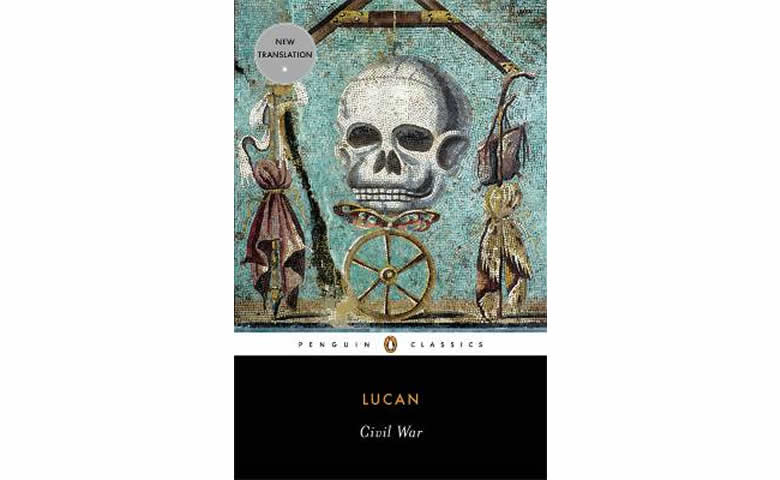 NEW
TRANSLATION
PENGUIN CLASSICS
LUCAN
Civil War